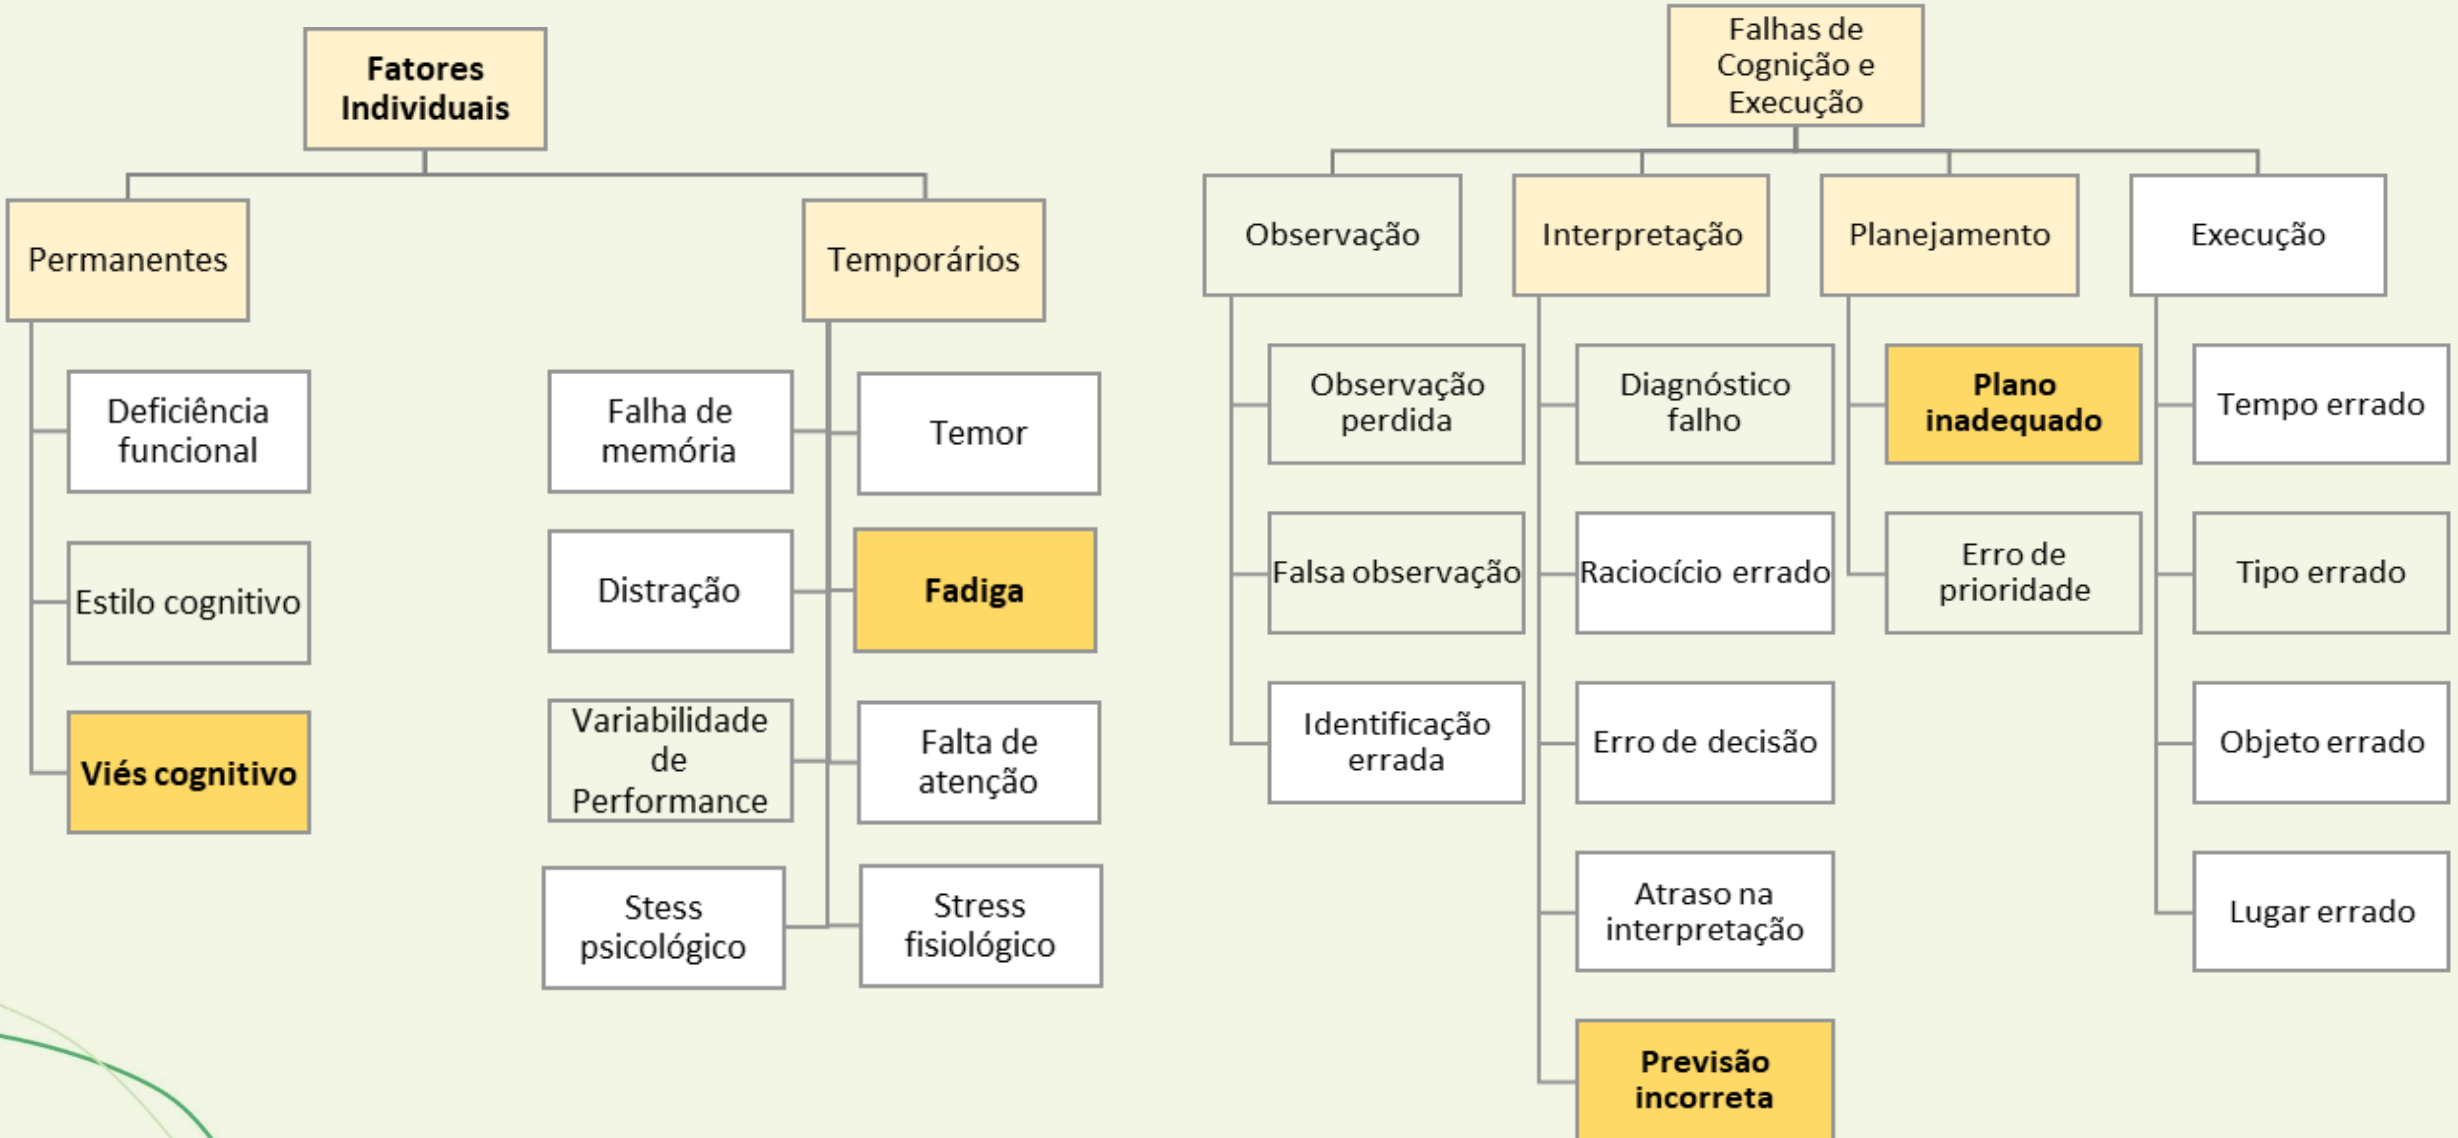 Fatores
Individuais
Permanentes
Temporários
Deficiência
funcional
Estilo cognitivo
Viés cognitivo
Falha de
memória
Temor
Distração
Fadiga
Variabilidade
de
Performance
Falta de
atenção
Stess
psicológico
Stress
fisiológico
Falhas de
Cognição e
Execução
Observação
Interpretação
Planejamento
Execução
Observação
perdida
Falsa observação
Identificação
errada
Diagnóstico
falho
Raciocício errado
Erro de decisão
Atraso na
interpretação
Previsão
incorreta
Plano
inadequado
Erro de
prioridade
Tempo errado
Tipo errado
Objeto errado
Lugar errado